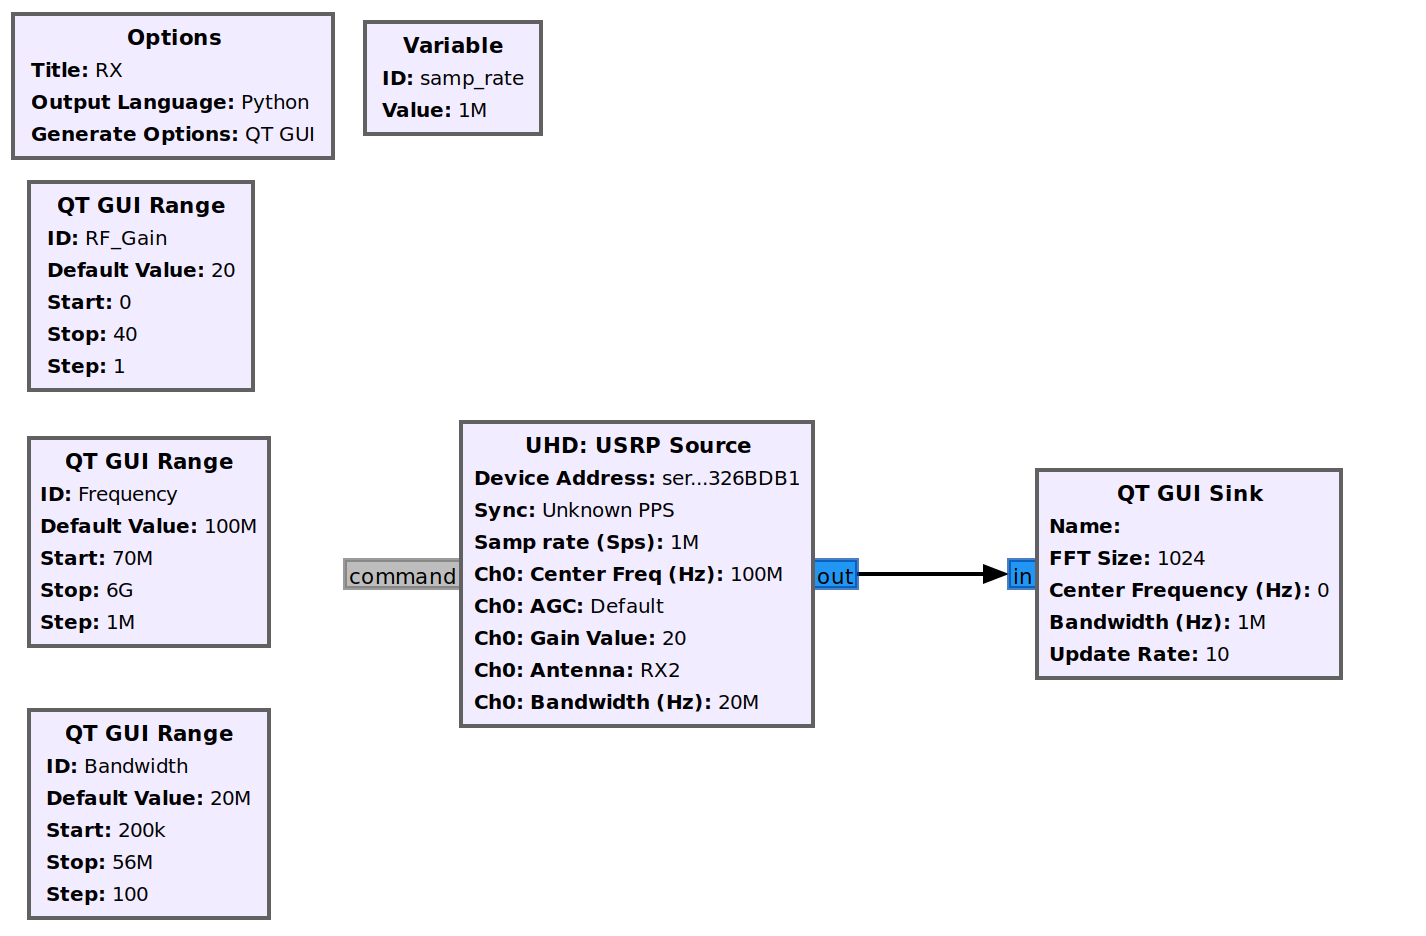 Options
Title: RX
Output Language: Python
Generate Options: QT GUI
Variable
ID: samp_rate
Value: 1M
QT GUI Range
ID: RF_Gain
Default Value: 20
Start: 0
Stop: 40
Step: 1
QT GUI Range
ID: Frequency
Default Value: 100M
Start: 70M
Stop: 6G
Step: 1M
QT GUI Range
ID: Bandwidth
Default Value: 20M
Start: 200k
Stop: 56M
Step: 100
command
UHD: USRP Source
Device Address: ser...326BDB1
Sync: Unknown PPS
Samp rate (Sps): 1M
Ch0: Center Freq (Hz): 100M
Ch0: AGC: Default
Ch0: Gain Value: 20
Ch0: Antenna: RX2
Ch0: Bandwidth (Hz): 20M
out
in
QT GUI Sink
Name:
FFT Size: 1024
Center Frequency (Hz): 0
Bandwidth (Hz): 1M
Update Rate: 10